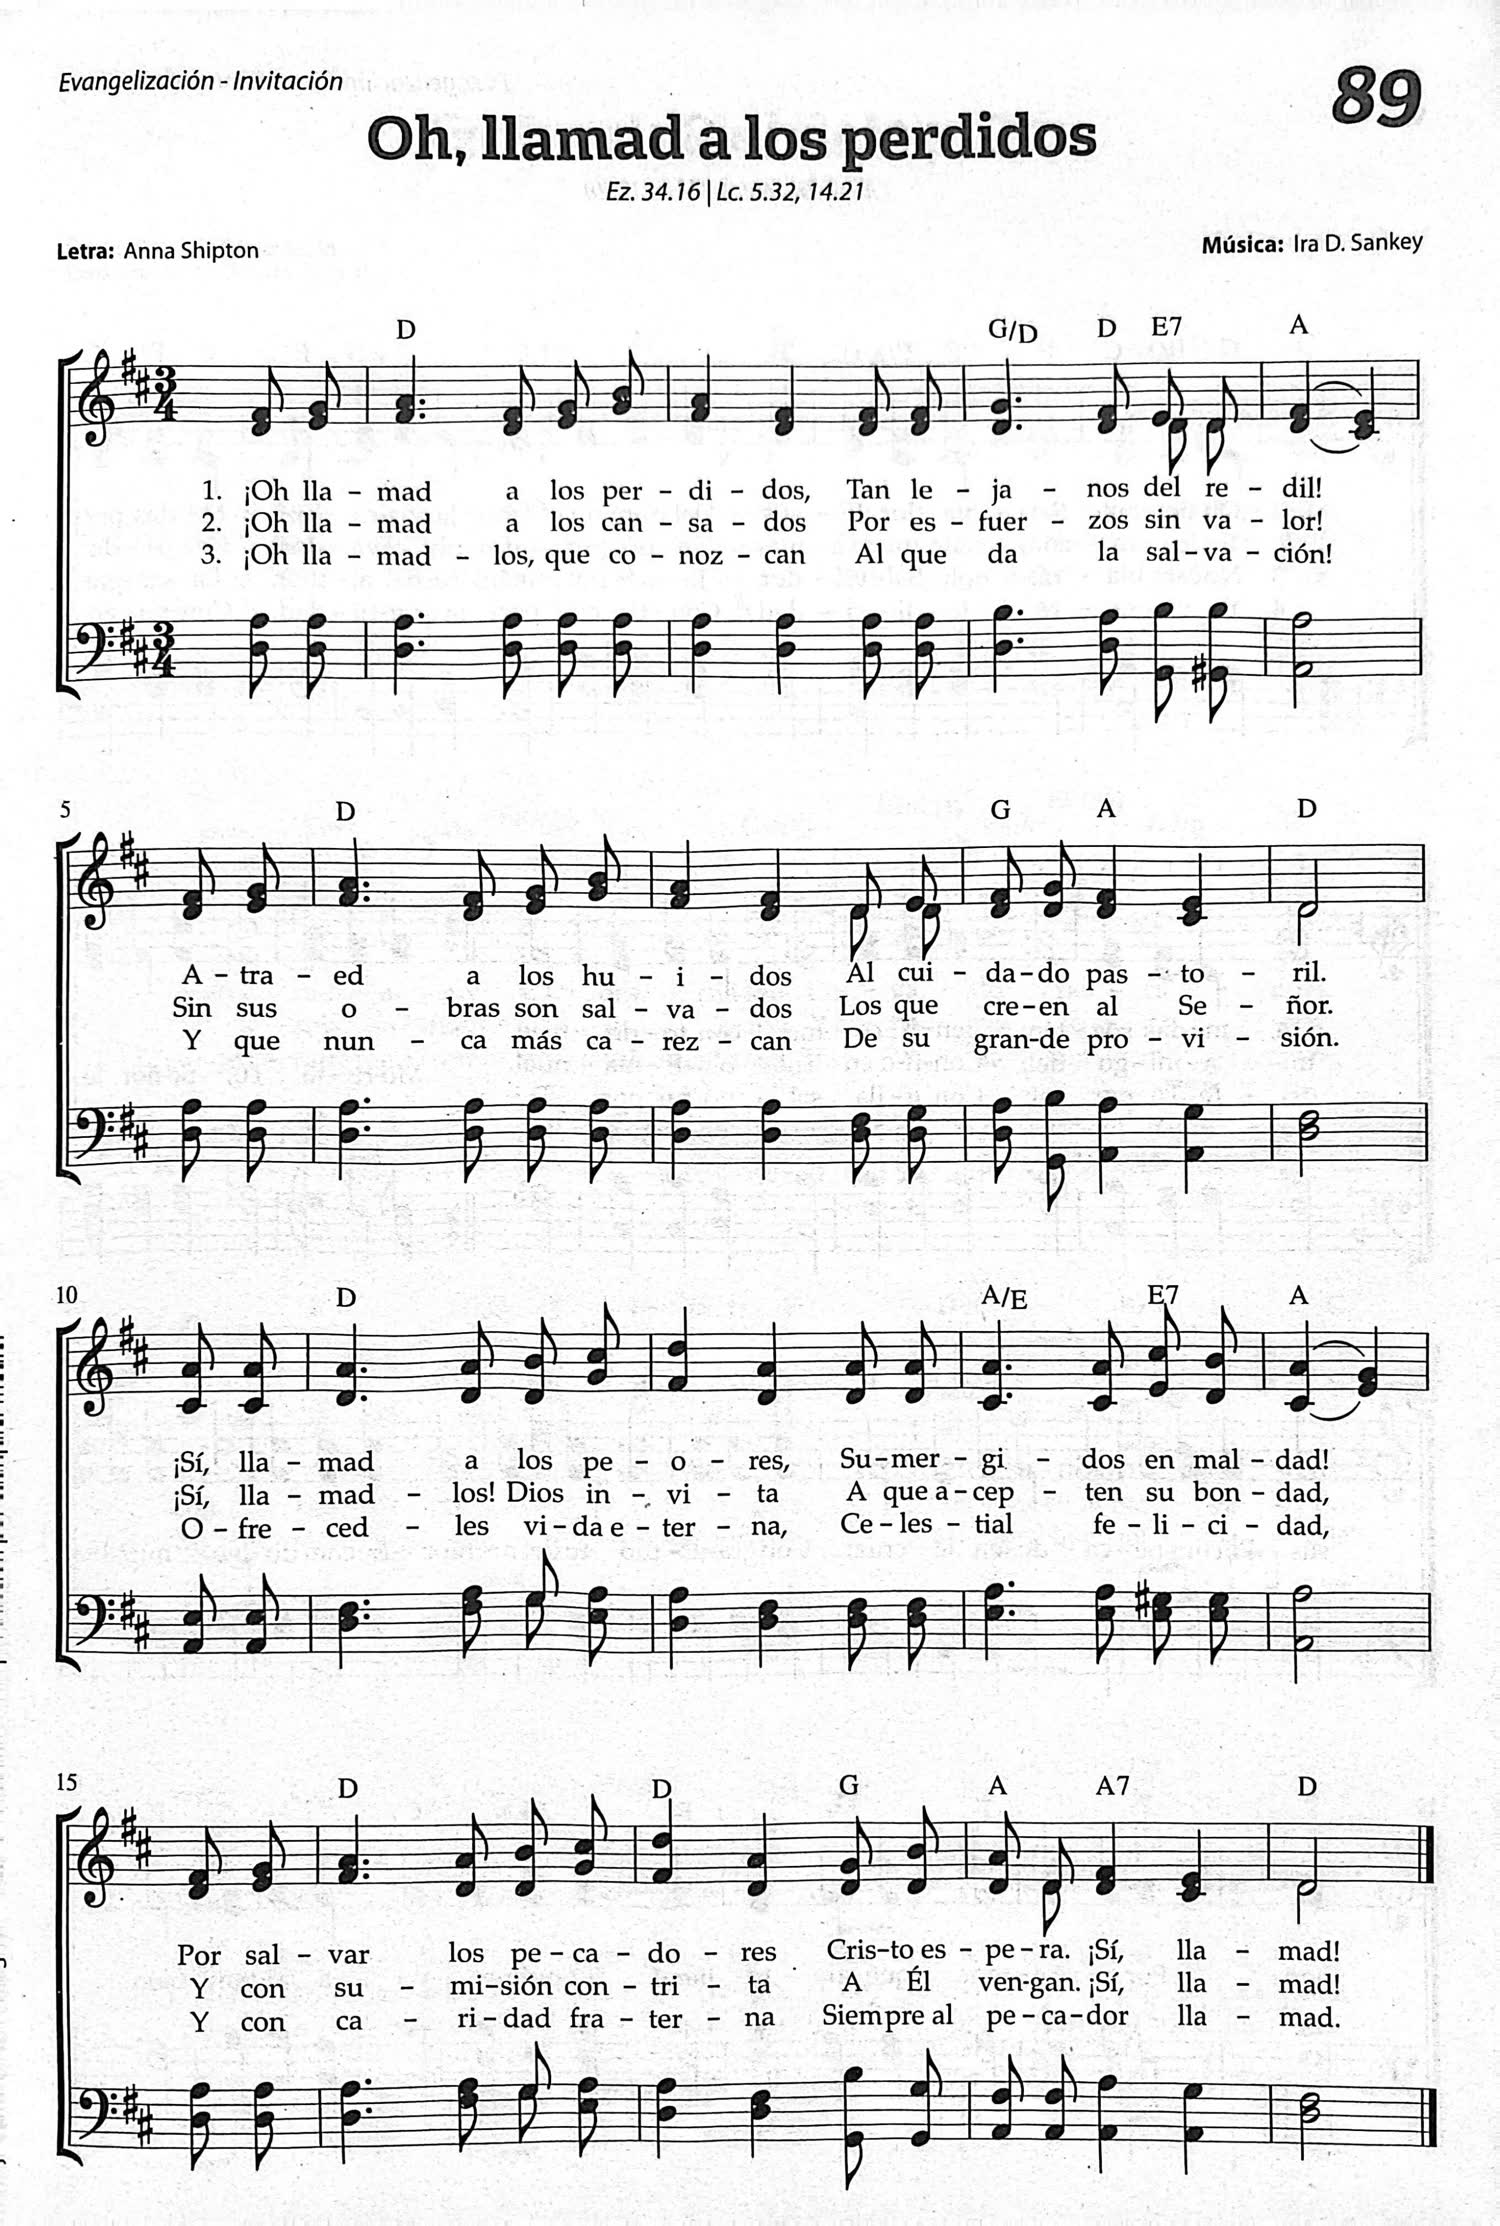 Evangelización - Invitación
89
Oh, llamad a los perdidos
Ez. 34.16 | Lc. 5.32, 14.21
Letra: Anna Shipton
Música: Ira D. Sankey
D G/D D E7 A
3 4
1. ¡Oh lla – mad a los per – di – dos, Tan le – ja – nos del re – dil!
2. ¡Oh lla – mad a los can – sa – dos Por es – fuer – zos sin va – lor!
3. ¡Oh lla – mad – los, que co – noz – can Al que da la sal – va – ción!
3 4
5 D G A D
A – tra – ed a los hu – i – dos Al cui – da – do pas – to – ril.
Sin sus o – bras son sal – va – dos Los que cre – en al Se – ñor.
Y que nun – ca más ca – rez – can De su gran-de pro – vi – sión.
10 D A/E E7 A
¡Sí, lla – mad a los pe – o – res, Su – mer – gi – dos en mal – dad!
¡Sí, lla – mad – los! Dios in – vi – ta A que a – cep – ten su bon – dad,
O – fre – ced – les vi – da e – ter – na, Ce – les – tial fe – li – ci – dad,
15 D D G A A7 D
Por sal – var los pe – ca – do – res Cris – to es – pe – ra. ¡Sí, lla – mad!
Y con su – mi – sión con – tri – ta A Él ven-gan. ¡Sí, lla – mad!
Y con ca – ri – dad fra – ter – na Siempre al pe – ca – dor lla – mad.